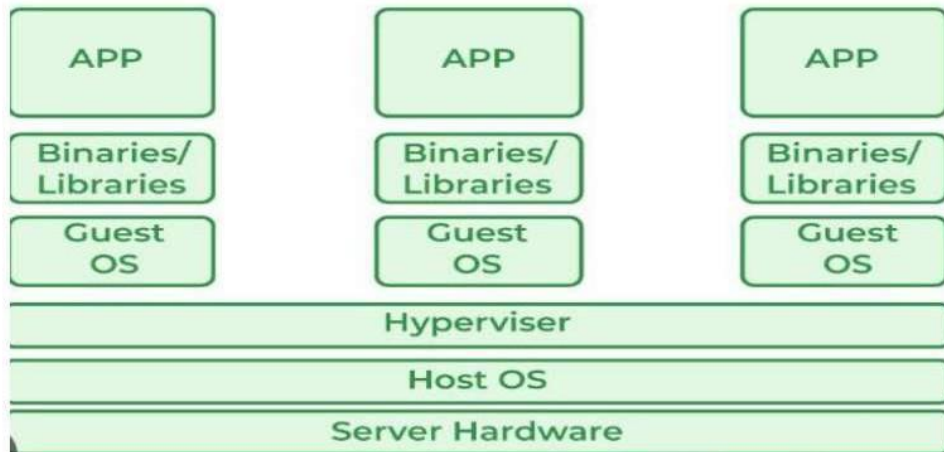 APP
APP
APP
Binaries/
Libraries
Binaries/
Libraries
Binaries/
Libraries
Guest
OS
Guest
OS
Guest
OS
Hyperviser
Host OS
Server Hardware